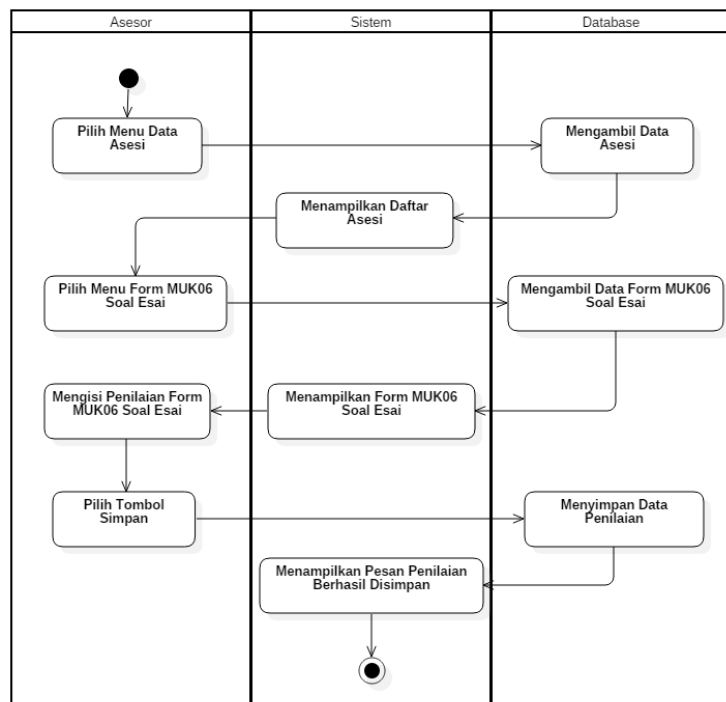 Asesor
Sistem
Database
Pilih Menu Data
Asesi
Mengambil Data
Asesi
Menampilkan Daftar
Asesi
Pilih Menu Form MUK06
Soal Esai
Mengambil Data Form MUK06
Soal Esai
Menampilkan Form MUK06
Soal Esai
Mengisi Penilaian Form
MUK06 Soal Esai
Pilih Tombol
Simpan
Menyimpan Data
Penilaian
Menampilkan Pesan Penilaian
Berhasil Disimpan